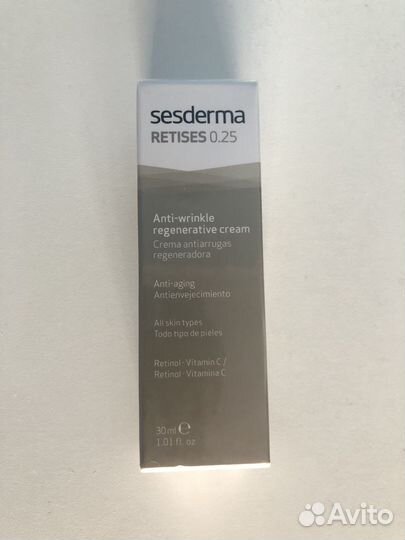 sesderma
RETISES 0.25
Anti-wrinkle
regenerative cream
Crema antiarrugas
regeneradora
Anti-aging
Antienvejecimiento
All skin types
Todo tipo de pieles
Retinol · Vitamin C /
Retinol · Vitamina C
30 ml ℮
1.01 fl. oz
Avito